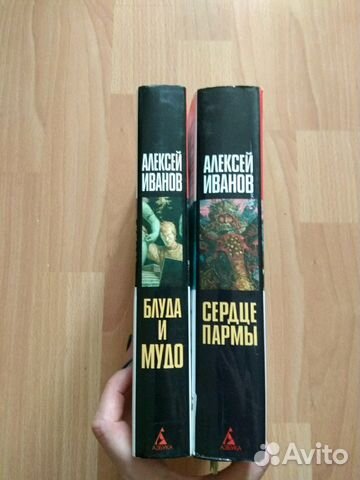 АЛЕКСЕЙ
ИВАНОВ
БЛУДА
И
МУДО
АЗБУКА
АЛЕКСЕЙ
ИВАНОВ
СЕРДЦЕ
ПАРМЫ
АЗБУКА
Avito